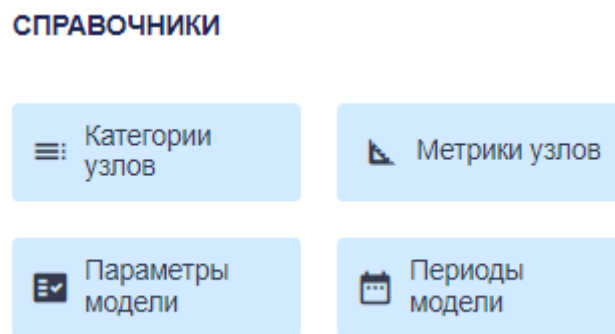 СПРАВОЧНИКИ
Категории
узлов
Метрики узлов
Параметры
модели
Периоды
модели